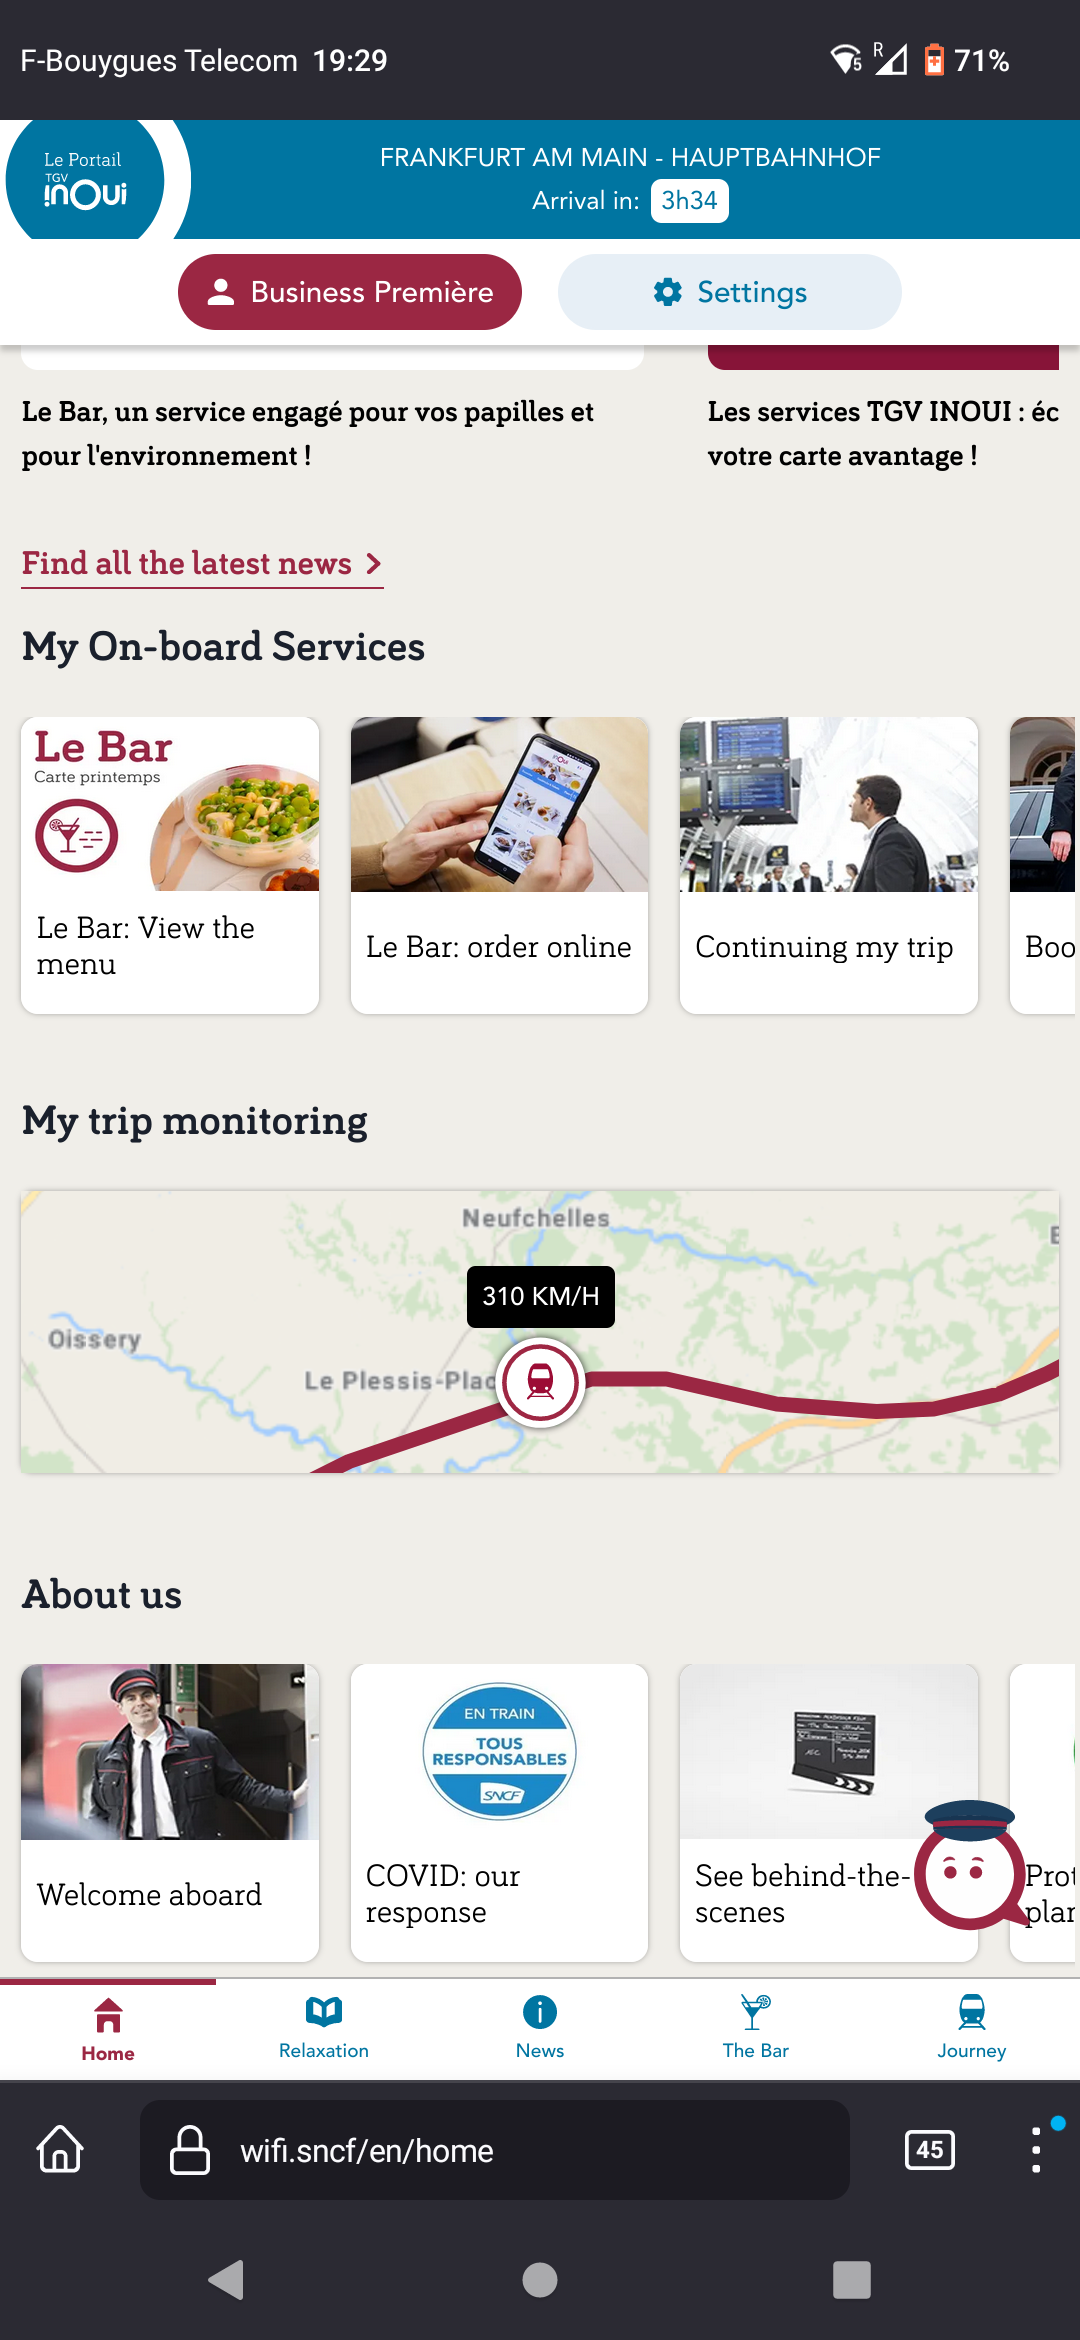 F-Bouygues Telecom 19:29
R
5
71%
Le Portail
TGV
inOui
FRANKFURT AM MAIN - HAUPTBAHNHOF
Arrival in: 3h34
Business Première
Settings
Le Bar, un service engagé pour vos papilles et
pour l'environnement !
Les services TGV INOUI : éc
votre carte avantage !
Find all the latest news
My On-board Services
Le Bar
Carte printemps
inOui
Le Bar: View the
menu
Le Bar: order online
Continuing my trip
Boo
My trip monitoring
Neufchelles
310 KM/H
Oissery
Le Plessis-Plac
About us
EN TRAIN
TOUS
RESPONSABLES
SNCF
Welcome aboard
COVID: our
response
See behind-the-
scenes
Prot
plan
Home
Relaxation
News
The Bar
Journey
wifi.sncf/en/home
45